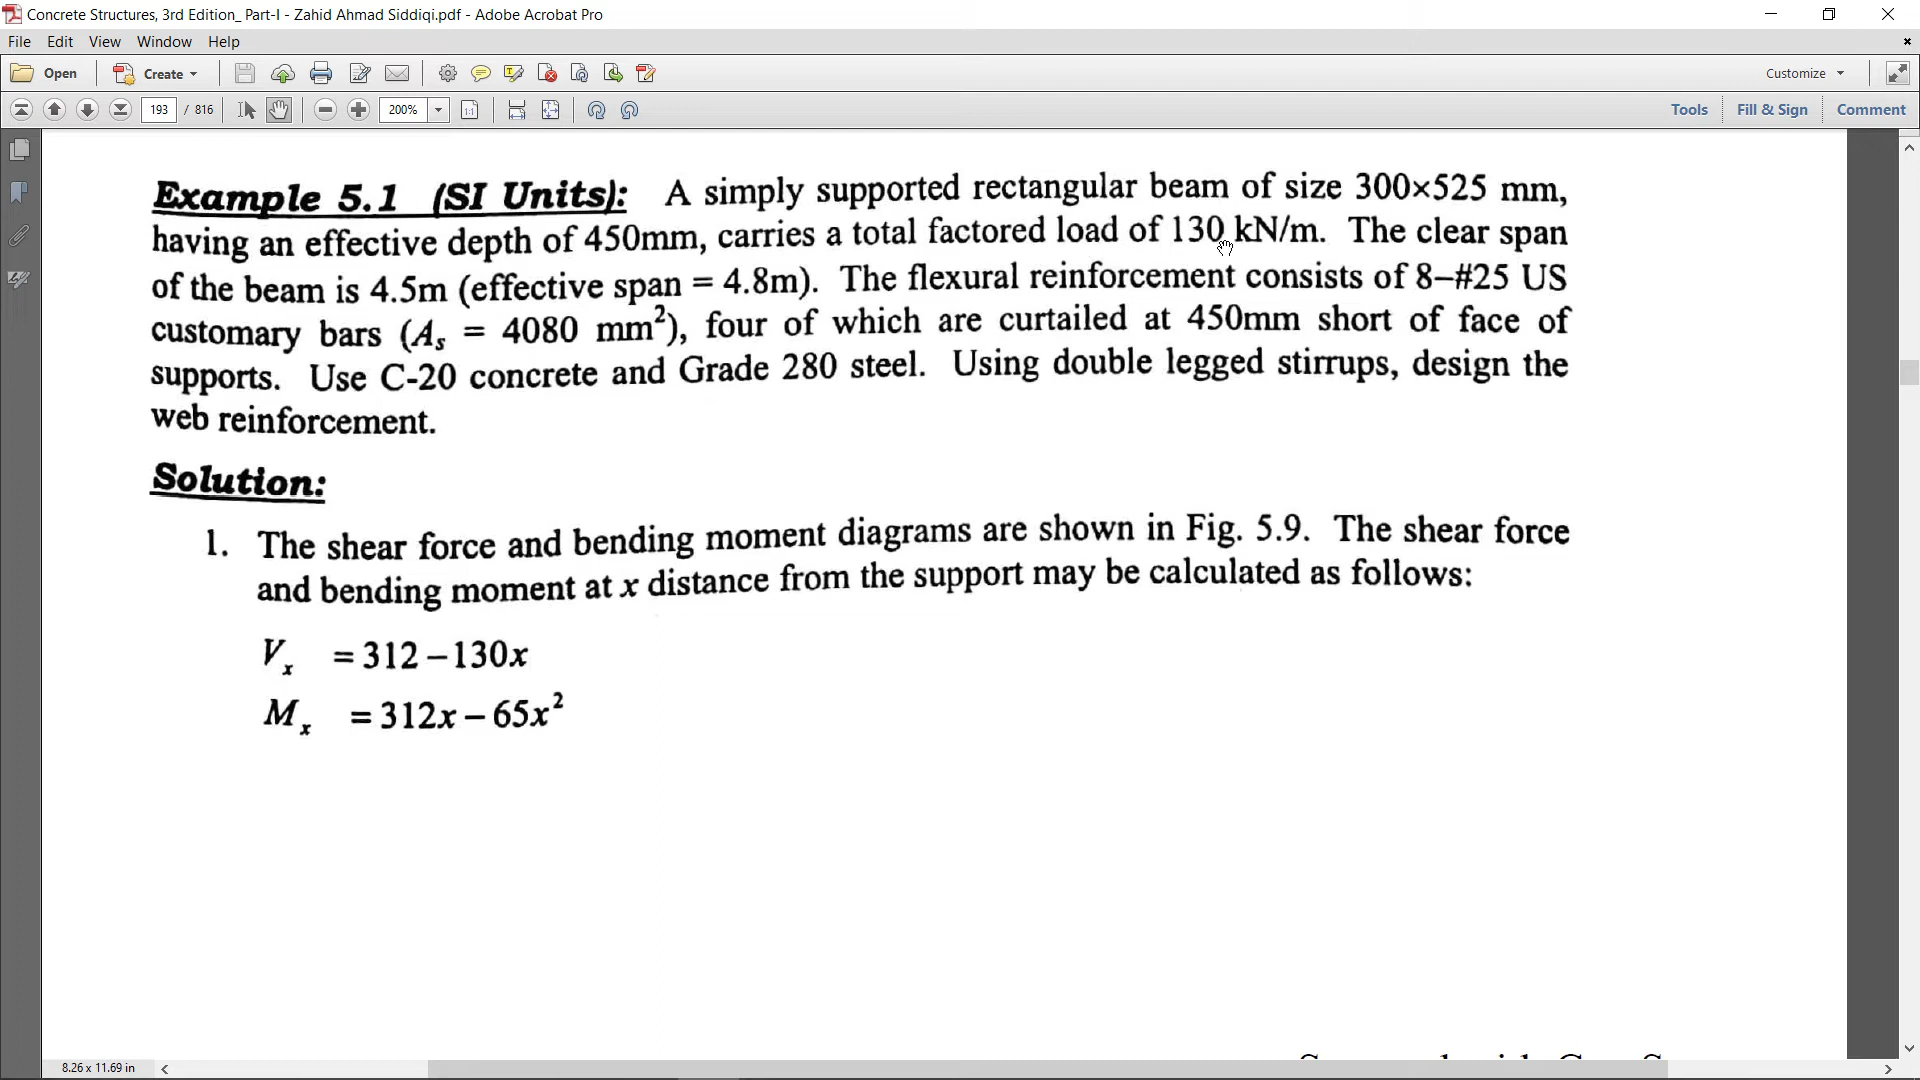 Concrete Structures, 3rd Edition_ Part-I - Zahid Ahmad Siddiqi.pdf - Adobe Acrobat Pro
File Edit View Window Help
Open Create Customize
193 / 816 200% Tools Fill & Sign Comment
Example 5.1 (SI Units): A simply supported rectangular beam of size 300×525 mm,
having an effective depth of 450mm, carries a total factored load of 130 kN/m. The clear span
of the beam is 4.5m (effective span = 4.8m). The flexural reinforcement consists of 8–#25 US
customary bars (Aₛ = 4080 mm²), four of which are curtailed at 450mm short of face of
supports. Use C-20 concrete and Grade 280 steel. Using double legged stirrups, design the
web reinforcement.
Solution:
1. The shear force and bending moment diagrams are shown in Fig. 5.9. The shear force
and bending moment at x distance from the support may be calculated as follows:
Vₓ = 312 – 130x
Mₓ = 312x – 65x²
8.26 x 11.69 in